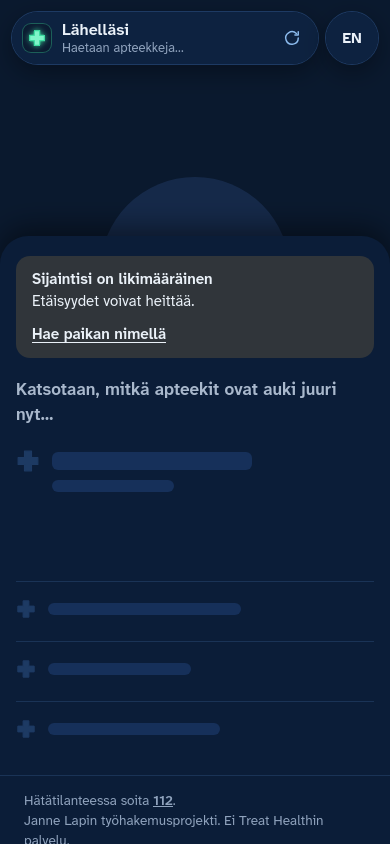 Lähelläsi
Haetaan apteekkeja...
EN
Sijaintisi on likimääräinen
Etäisyydet voivat heittää.
Hae paikan nimellä
Katsotaan, mitkä apteekit ovat auki juuri
nyt...
Hätätilanteessa soita 112.
Janne Lapin työhakemusprojekti. Ei Treat Healthin
palvelu.